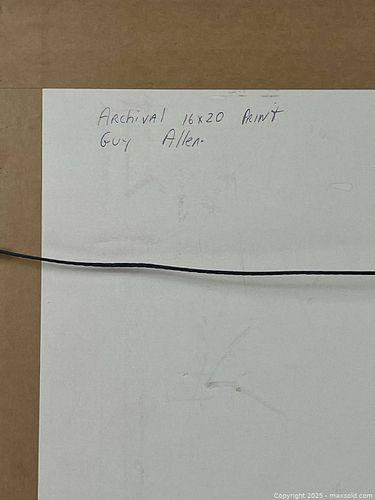 Archival 16x20 Print
Guy Allen.
Copyright 2025 - maxsold.com